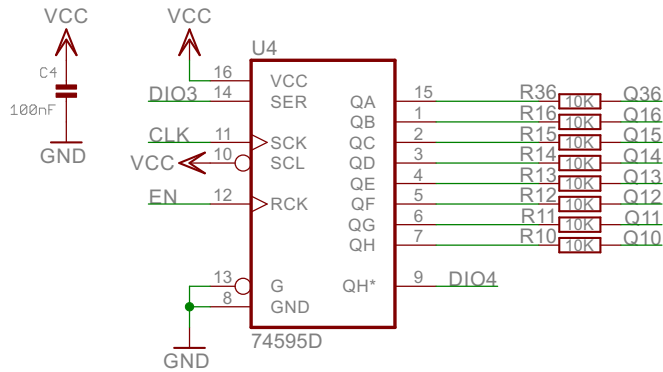 VCC VCC
U4
C4
100nF
GND
16 VCC
DIO3 14 SER QA 15 R36 10K Q36
QB 1 R16 10K Q16
CLK 11 SCK QC 2 R15 10K Q15
VCC 10 SCL QD 3 R14 10K Q14
QE 4 R13 10K Q13
EN 12 RCK QF 5 R12 10K Q12
QG 6 R11 10K Q11
QH 7 R10 10K Q10
13 G QH* 9 DIO4
8 GND
74595D
GND